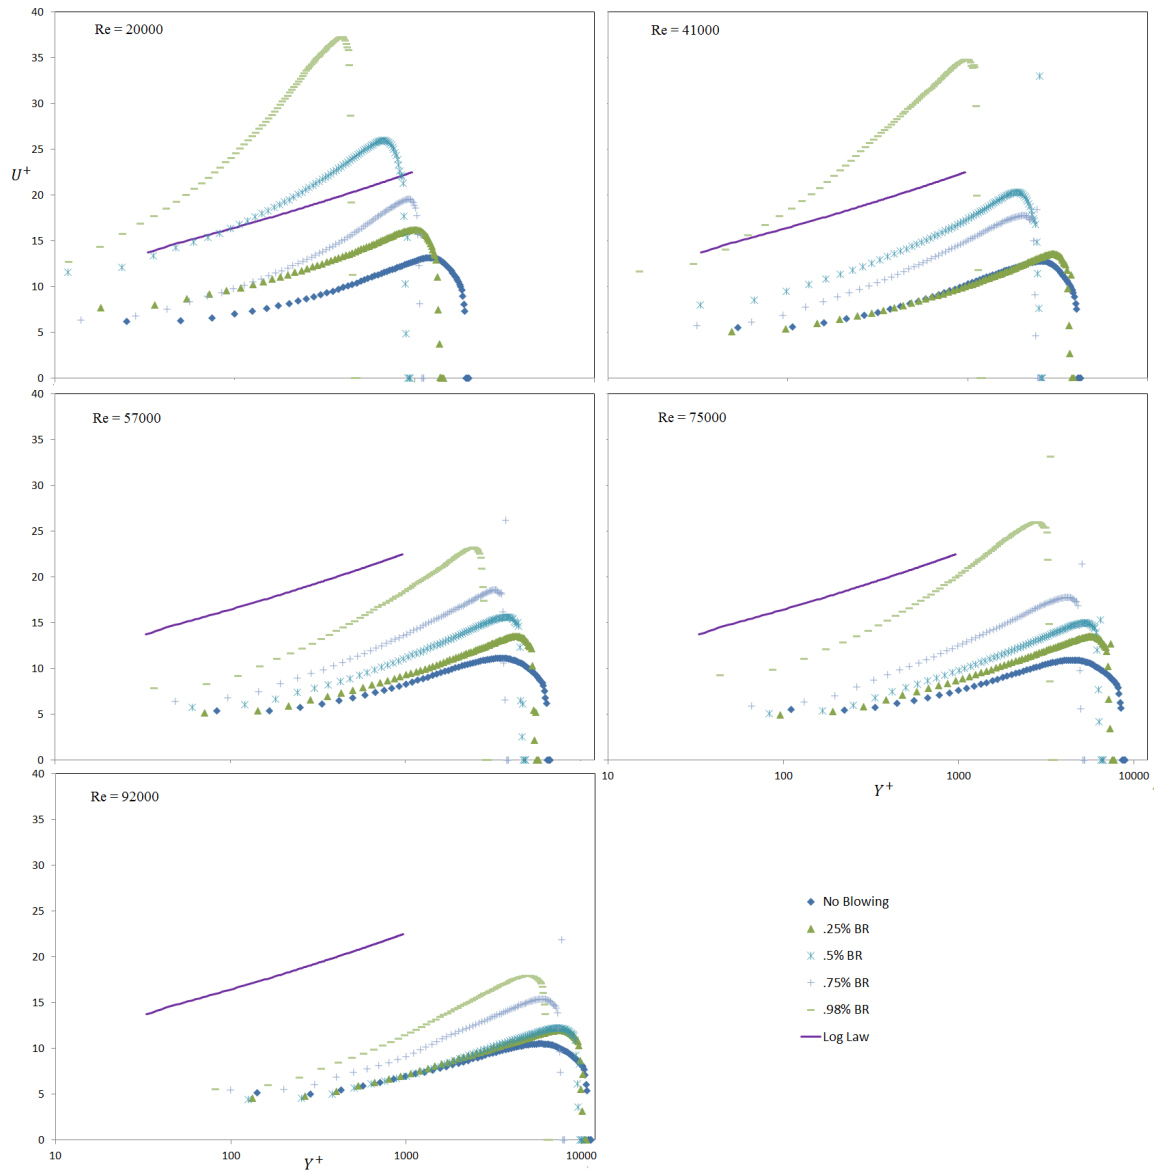 Re = 20000
40
35
30
25
20
15
10
5
0
U+
Re = 41000
Re = 57000
40
35
30
25
20
15
10
5
0
Re = 75000
10
100
1000
10000
Y+
Re = 92000
40
35
30
25
20
15
10
5
0
10
100
1000
10000
Y+
No Blowing
.25% BR
.5% BR
.75% BR
.98% BR
Log Law